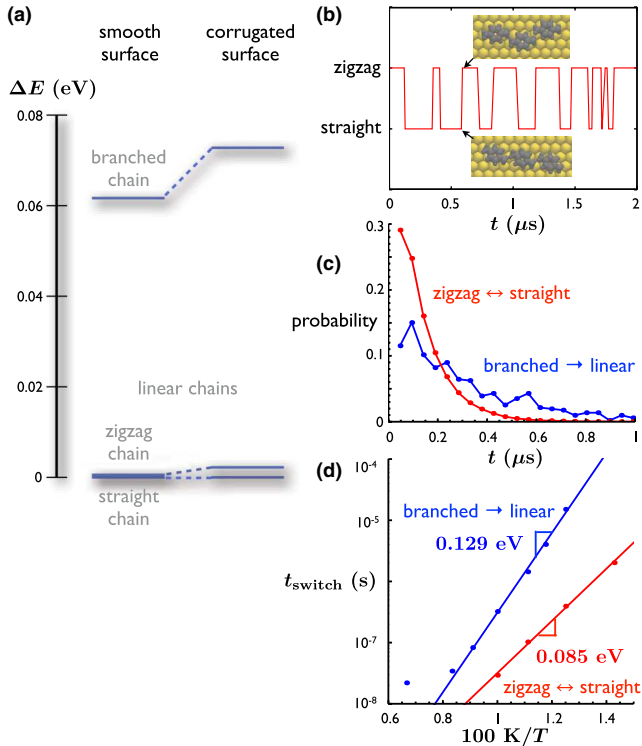 (a)
smooth
surface
corrugated
surface
ΔE (eV)
0.08
0.06
0.04
0.02
0
branched
chain
linear chains
zigzag
chain
straight
chain
(b)
zigzag
straight
0
0.5
1
1.5
2
t (μs)
(c)
0.3
0.2
0.1
0
probability
zigzag ↔ straight
branched → linear
0
0.2
0.4
0.6
0.8
1
t (μs)
(d)
10⁻⁴
10⁻⁵
10⁻⁷
10⁻⁸
t_switch (s)
branched → linear
0.129 eV
0.085 eV
zigzag ↔ straight
0.6
0.8
1
1.2
1.4
100 K/T